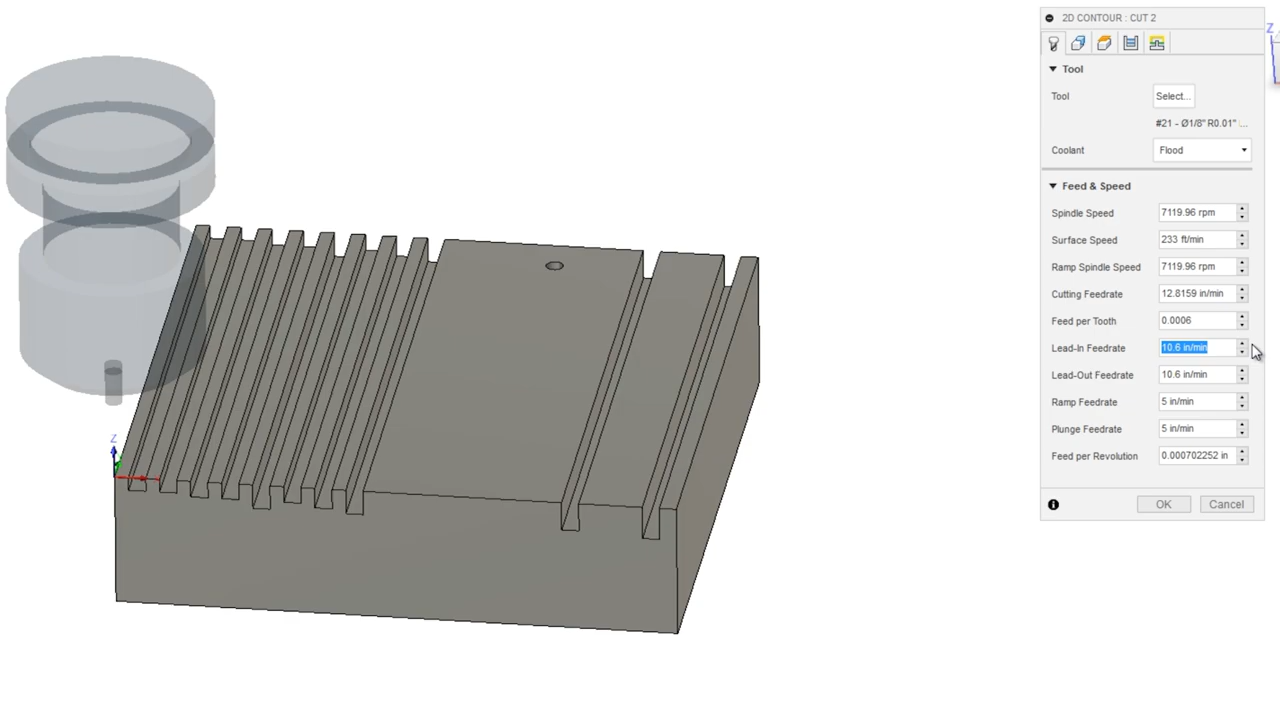 2D CONTOUR : CUT 2
Tool
Tool Select...
#21 - Ø1/8" R0.01" ...
Coolant Flood
Feed & Speed
Spindle Speed 7119.96 rpm
Surface Speed 233 ft/min
Ramp Spindle Speed 7119.96 rpm
Cutting Feedrate 12.8159 in/min
Feed per Tooth 0.0006
Lead-In Feedrate 10.6 in/min
Lead-Out Feedrate 10.6 in/min
Ramp Feedrate 5 in/min
Plunge Feedrate 5 in/min
Feed per Revolution 0.000702252 in
OK Cancel
Z
Z